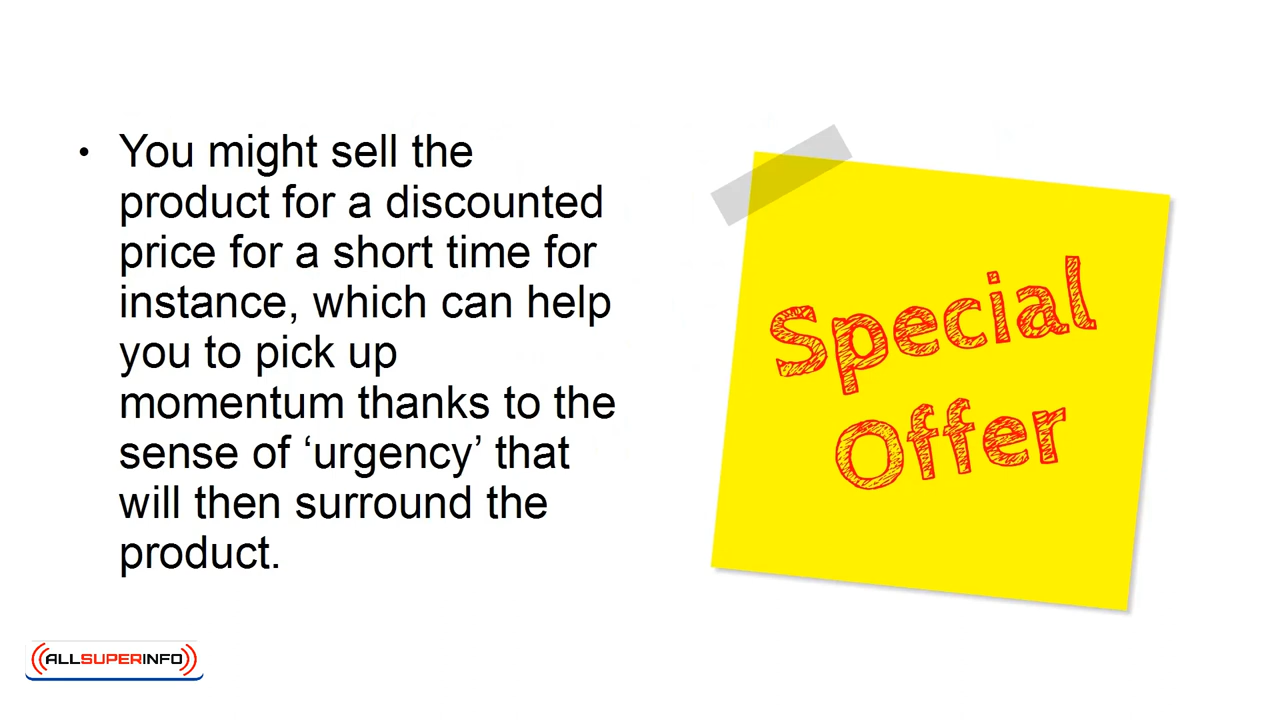 • You might sell the
product for a discounted
price for a short time for
instance, which can help
you to pick up
momentum thanks to the
sense of ‘urgency’ that
will then surround the
product.
Special
Offer
ALLSUPERINFO